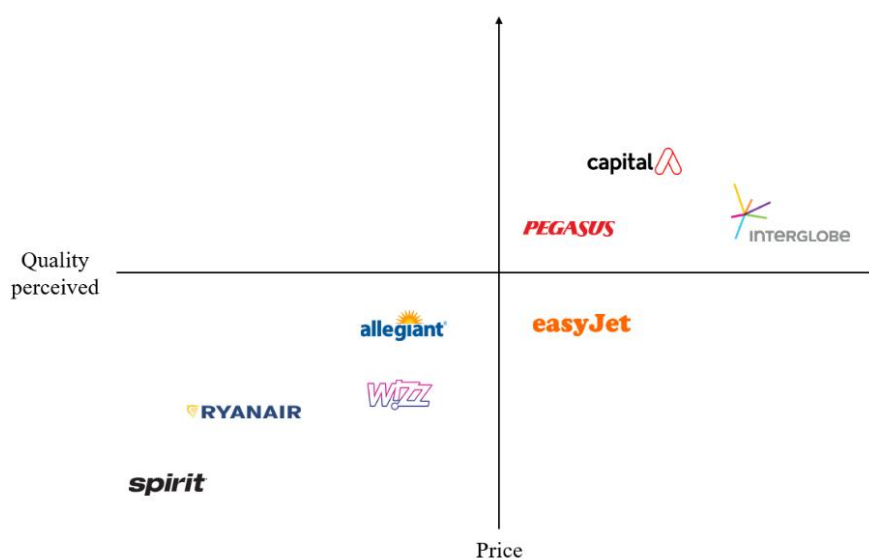 capital
PEGASUS
INTERGLOBE
Quality
perceived
allegiant
easyJet
WIZZ
RYANAIR
spirit
Price